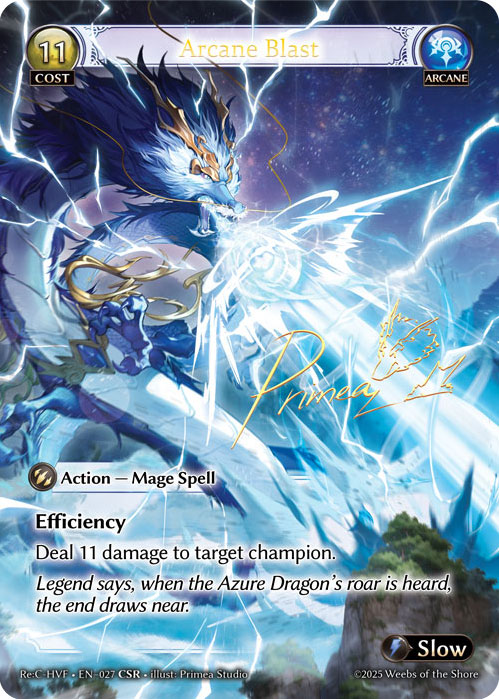 Arcane Blast
11
COST
ARCANE
Primea
Action — Mage Spell
Efficiency
Deal 11 damage to target champion.
Legend says, when the Azure Dragon's roar is heard,
the end draws near.
Slow
Re:C-HVF • EN-027 CSR • illust: Primea Studio
©2025 Weebs of the Shore